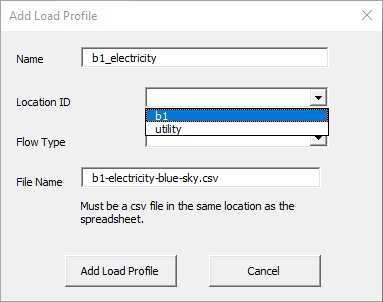 Add Load Profile
Name
b1_electricity
Location ID
b1
utility
Flow Type
File Name
b1-electricity-blue-sky.csv
Must be a csv file in the same location as the
spreadsheet.
Add Load Profile
Cancel